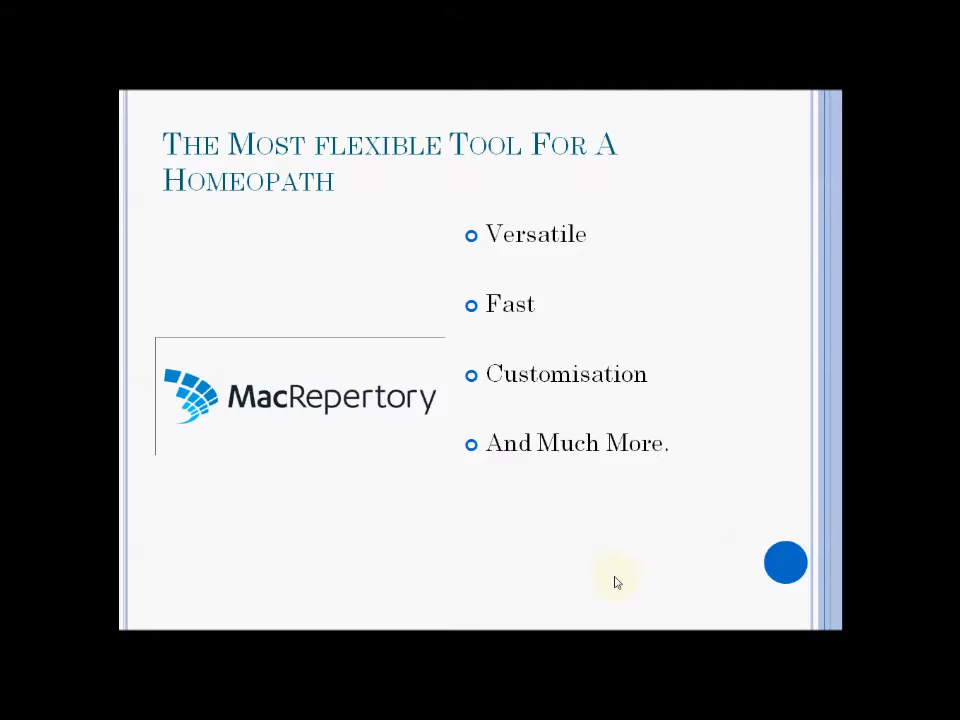 The Most flexible Tool For A
Homeopath
Versatile
Fast
Customisation
And Much More.
MacRepertory